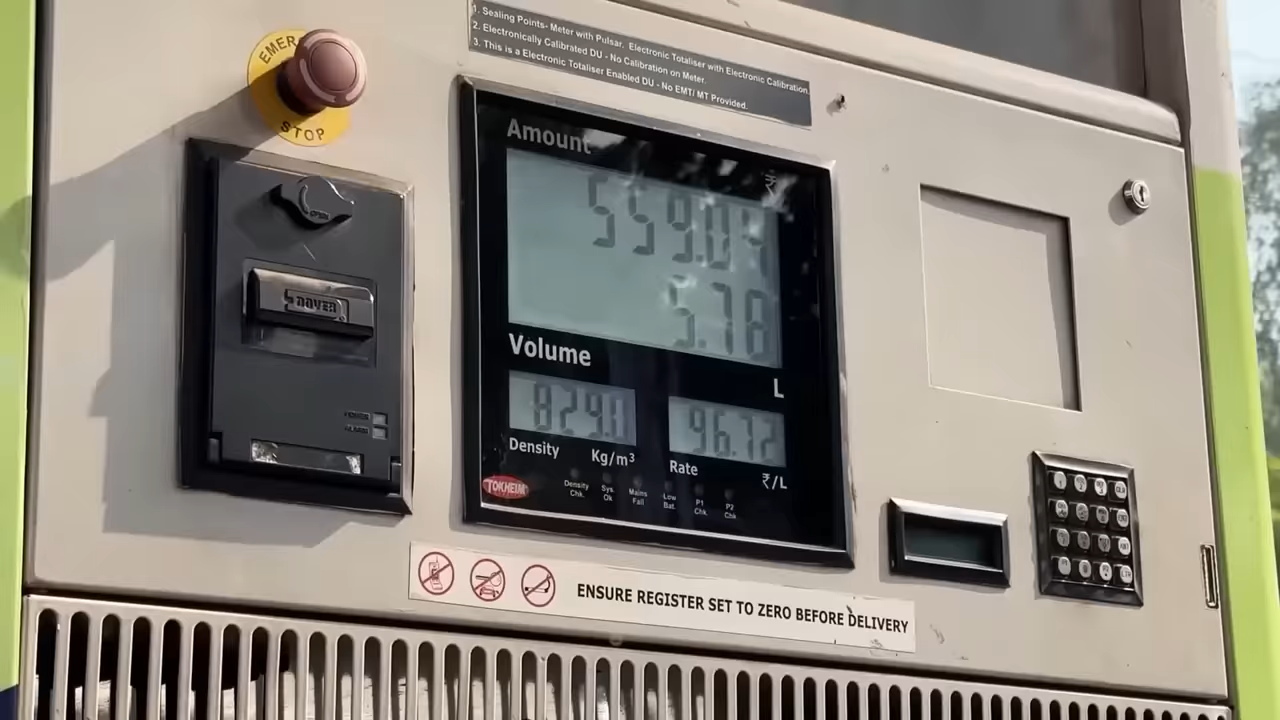 1. Sealing Points- Meter with Pulsar. Electronic Totaliser with Electronic Calibration.
2. Electronically Calibrated DU - No Calibration on Meter.
3. This is a Electronic Totaliser Enabled DU - No EMT/ MT Provided.
STOP
OPEN
DOVER
Amount
₹
559.04
5.78
Volume
L
829.0
96.72
Density
Kg/m³
Rate
₹/L
TOKHEIM
Density Chk.
Sys. Ok
Mains Fail
Low Bat.
P1 Chk.
P2 Chk
ENSURE REGISTER SET TO ZERO BEFORE DELIVERY